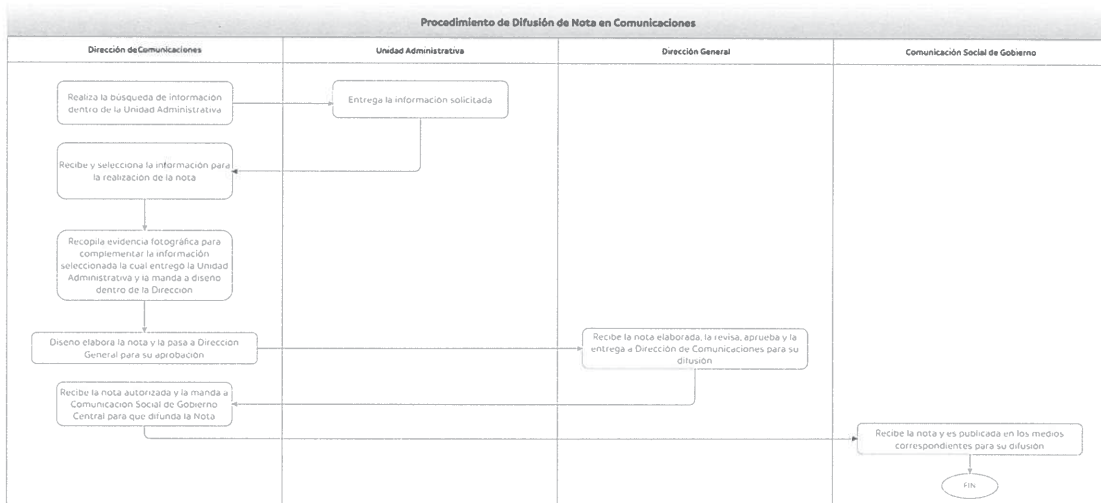 Procedimiento de Difusión de Nota en Comunicaciones
Dirección de Comunicaciones
Unidad Administrativa
Dirección General
Comunicación Social de Gobierno
Realiza la búsqueda de información
dentro de la Unidad Administrativa
Entrega la información solicitada
Recibe y selecciona la información para
la realización de la nota
Recopila evidencia fotográfica para
complementar la información
seleccionada la cual entregó la Unidad
Administrativa y la manda a diseño
dentro de la Dirección
Diseño elabora la nota y la pasa a Dirección
General para su aprobación
Recibe la nota elaborada, la revisa, aprueba y la
entrega a Dirección de Comunicaciones para su
difusión
Recibe la nota autorizada y la manda a
Comunicación Social de Gobierno
Central para que difunda la Nota
Recibe la nota y es publicada en los medios
correspondientes para su difusión
FIN